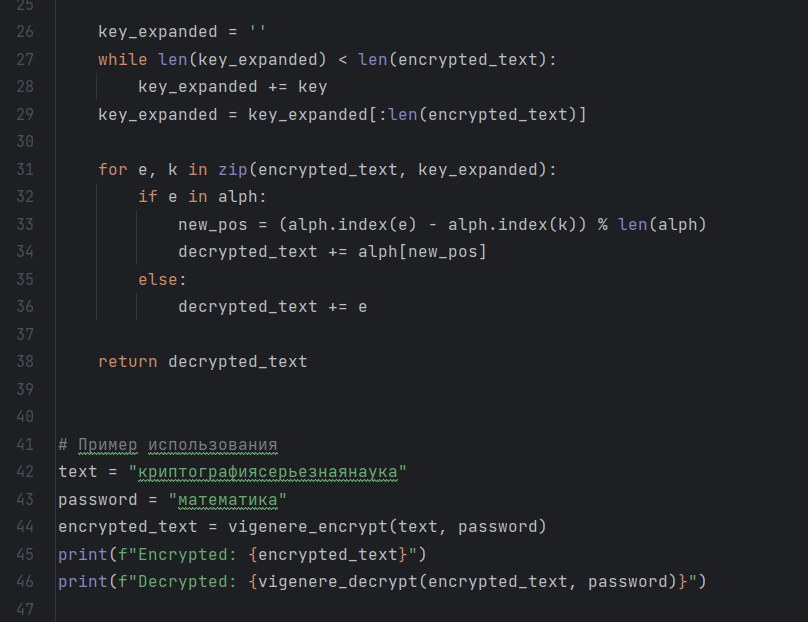 25
26 key_expanded = ''
27 while len(key_expanded) < len(encrypted_text):
28 key_expanded += key
29 key_expanded = key_expanded[:len(encrypted_text)]
30
31 for e, k in zip(encrypted_text, key_expanded):
32 if e in alph:
33 new_pos = (alph.index(e) - alph.index(k)) % len(alph)
34 decrypted_text += alph[new_pos]
35 else:
36 decrypted_text += e
37
38 return decrypted_text
39
40
41 # Пример использования
42 text = "криптографиясерьезнаянаука"
43 password = "математика"
44 encrypted_text = vigenere_encrypt(text, password)
45 print(f"Encrypted: {encrypted_text}")
46 print(f"Decrypted: {vigenere_decrypt(encrypted_text, password)}")
47